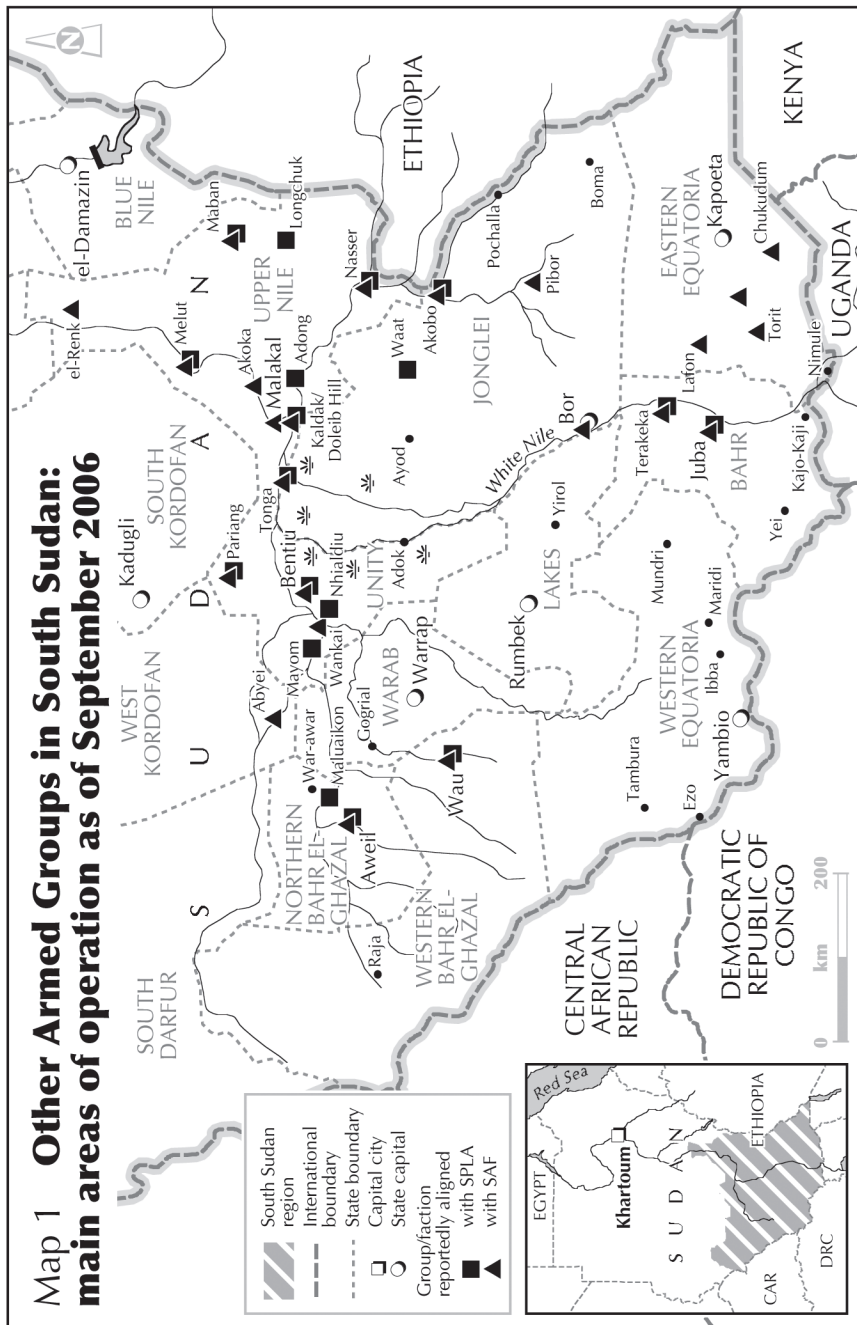 Map 1 Other Armed Groups in South Sudan:
main areas of operation as of September 2006
N
SOUTH
DARFUR
WEST
KORDOFAN
SOUTH
KORDOFAN
Kadugli
el-Renk
el-Damazin
BLUE
NILE
S U D A N
Abyei
Pariang
Melut
Maban
Longchuk
UPPER
NILE
Akoka
Malakal
Adong
Kaldak/
Doleib Hill
Tonga
Bentiu
Nhialdiu
Mayom
Wankai
UNITY
Adok
War-awar
Maluaikon
NORTHERN
BAHR EL-
GHAZAL
Aweil
Gogrial
WARAB
Warrap
Wau
Raja
WESTERN
BAHR EL-
GHAZAL
Nasser
ETHIOPIA
Waat
Akobo
Ayod
JONGLEI
Pochalla
Pibor
Boma
White Nile
Bor
Yirol
LAKES
Rumbek
Terakeka
Juba
BAHR
Lafon
Torit
EASTERN
EQUATORIA
Kapoeta
Chukudum
Nimule
Kajo-Kaji
Yei
Mundri
Maridi
Ibba
WESTERN
EQUATORIA
Yambio
Tambura
Ezo
CENTRAL
AFRICAN
REPUBLIC
DEMOCRATIC
REPUBLIC OF
CONGO
UGANDA
KENYA
0 km 200
South Sudan
region
International
boundary
State boundary
Capital city
State capital
Group/faction
reportedly aligned
with SPLA
with SAF
EGYPT
Red Sea
Khartoum
S U D A N
ETHIOPIA
CAR
DRC